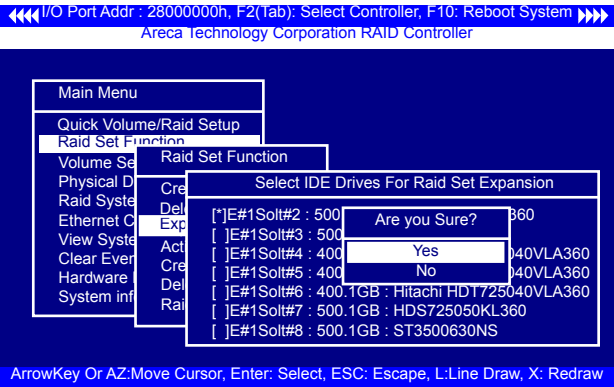 I/O Port Addr : 28000000h, F2(Tab): Select Controller, F10: Reboot System
Areca Technology Corporation RAID Controller
Main Menu
Quick Volume/Raid Setup
Raid Set Function
Volume Se
Physical D
Raid Syste
Ethernet C
View Syste
Clear Even
Hardware
System inf
Raid Set Function
Cre
Del
Exp
Act
Cre
Del
Rai
Select IDE Drives For Raid Set Expansion
[*]E#1Solt#2 : 500 360
[ ]E#1Solt#3 : 500
[ ]E#1Solt#4 : 400 040VLA360
[ ]E#1Solt#5 : 400 040VLA360
[ ]E#1Solt#6 : 400.1GB : Hitachi HDT725040VLA360
[ ]E#1Solt#7 : 500.1GB : HDS725050KL360
[ ]E#1Solt#8 : 500.1GB : ST3500630NS
Are you Sure?
Yes
No
ArrowKey Or AZ:Move Cursor, Enter: Select, ESC: Escape, L:Line Draw, X: Redraw